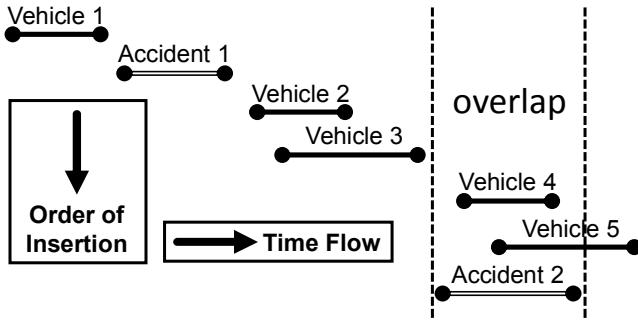 Vehicle 1
Accident 1
Vehicle 2
overlap
Vehicle 3
Vehicle 4
Order of
Insertion
Time Flow
Vehicle 5
Accident 2